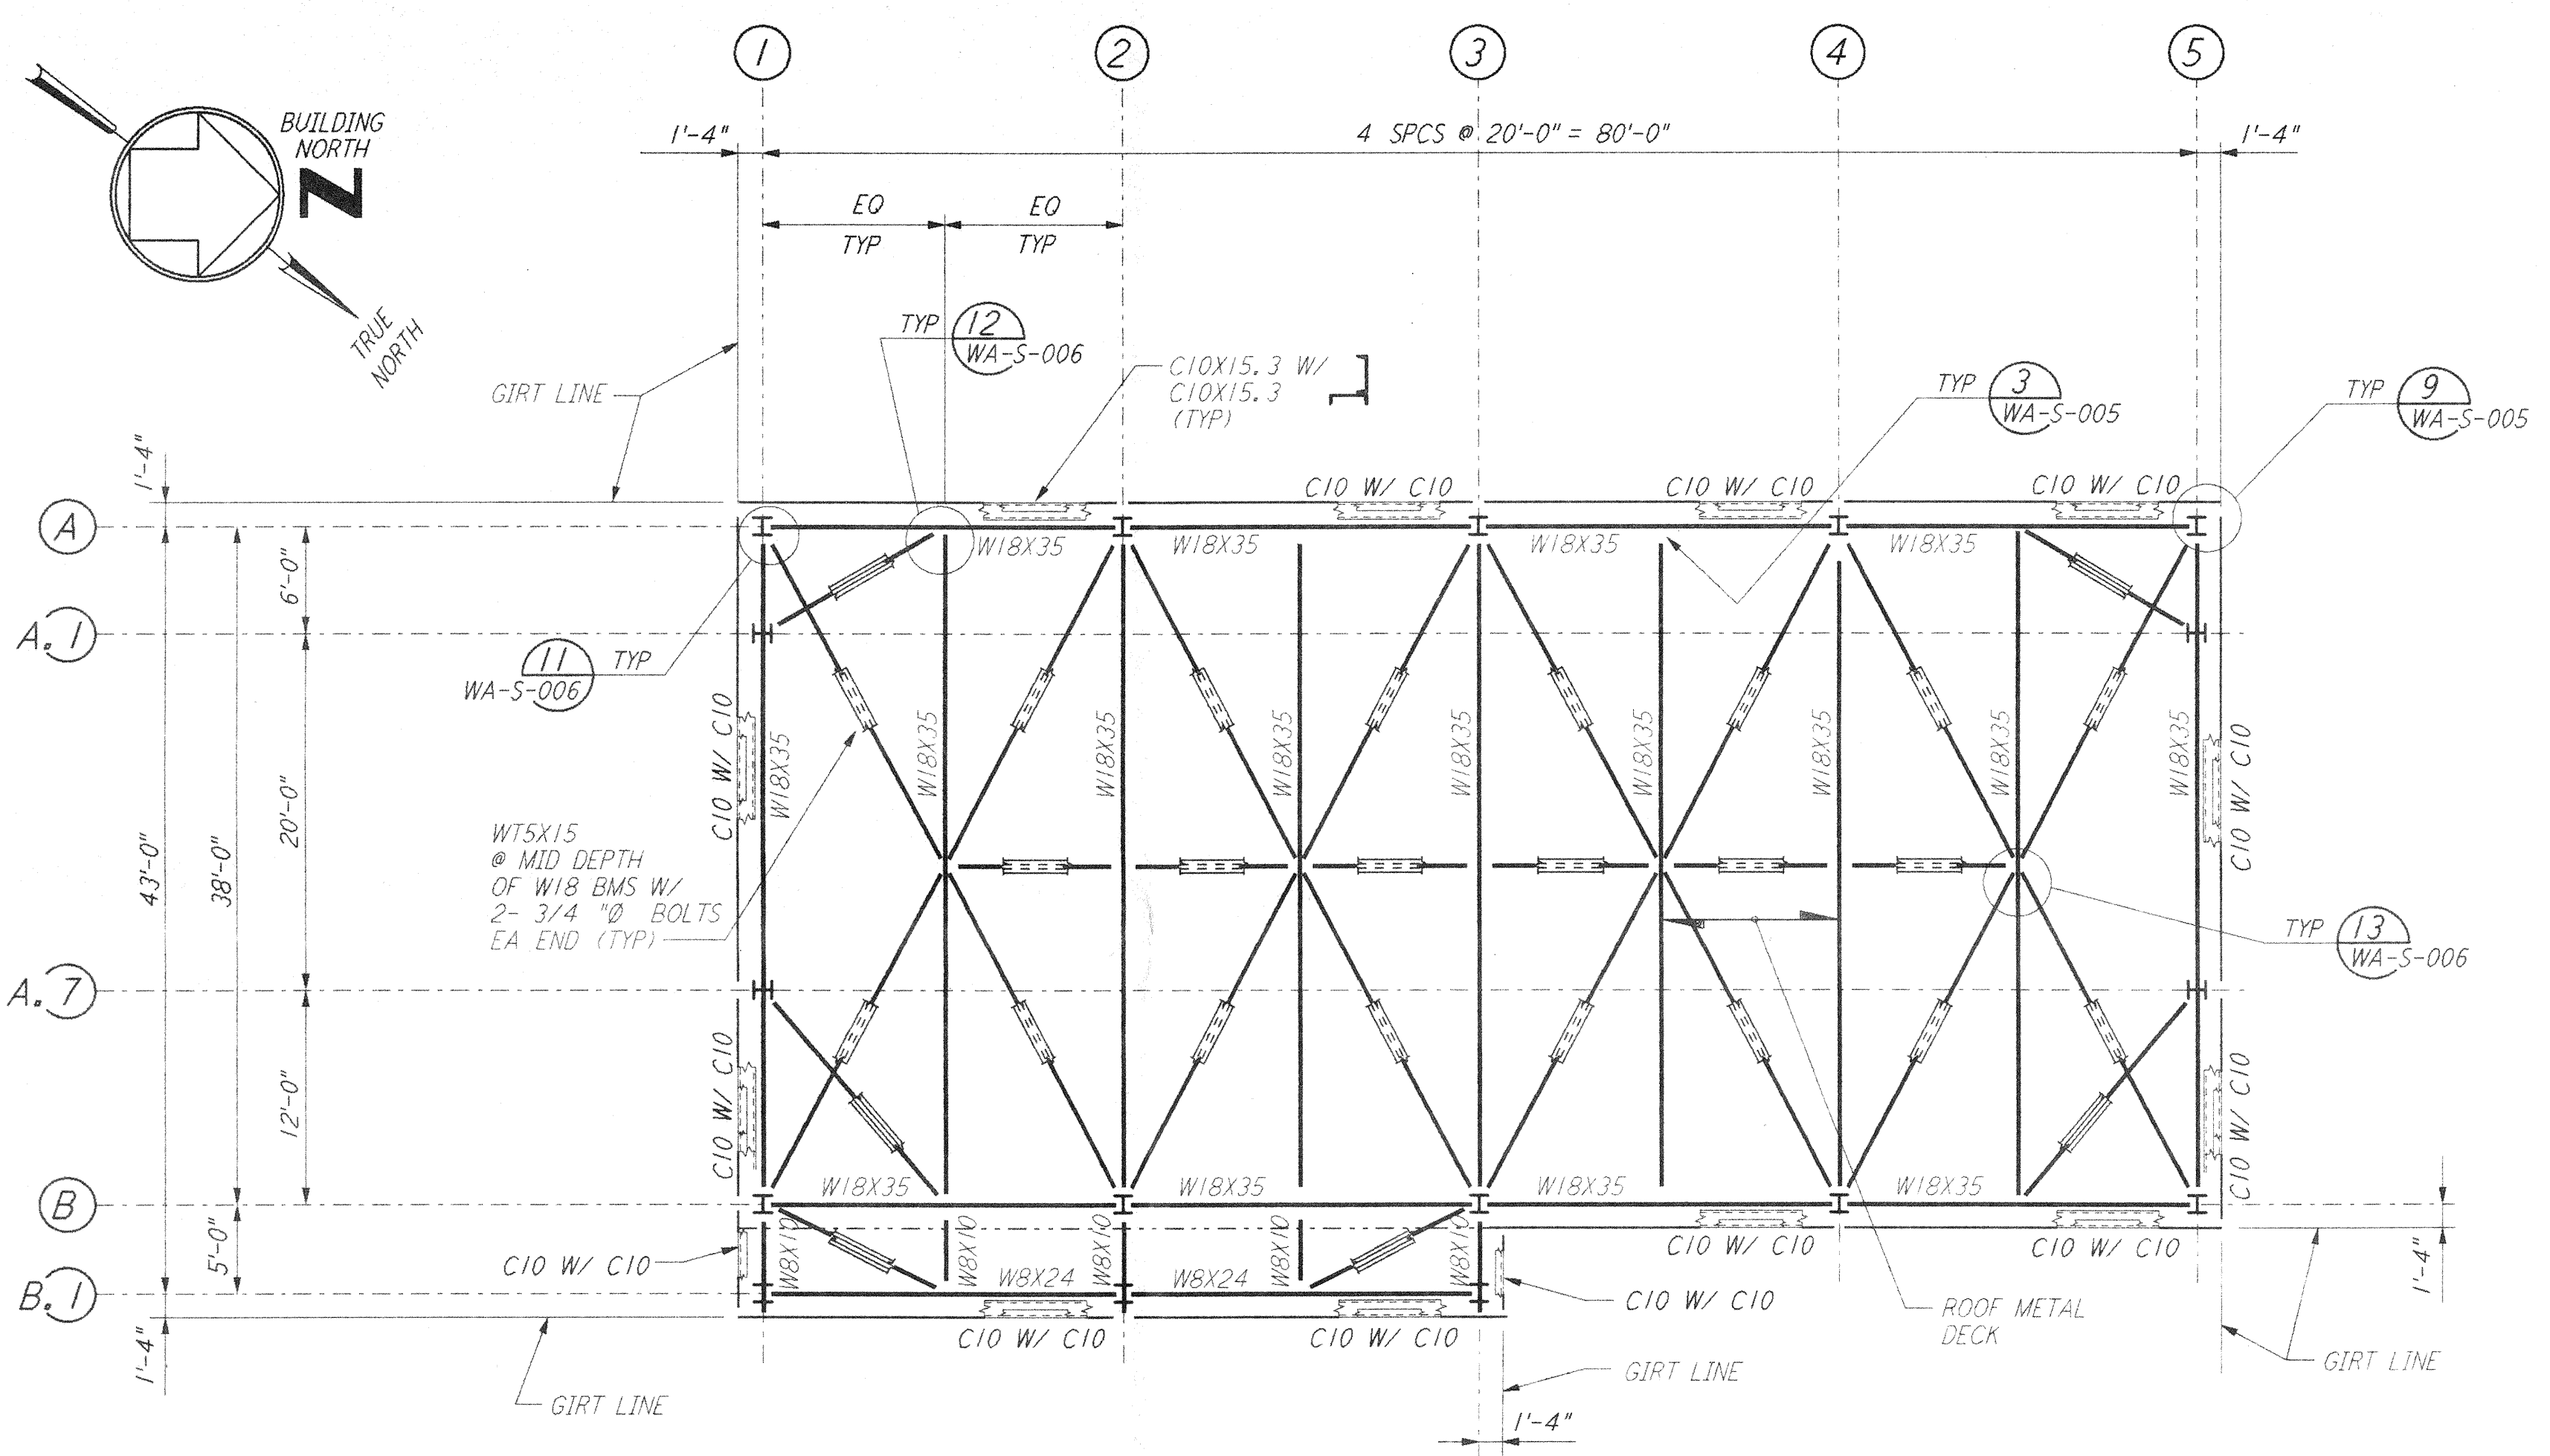 1
2
3
4
5
BUILDING
NORTH
N
TRUE
NORTH
1'-4"
4 SPCS @ 20'-0" = 80'-0"
1'-4"
EQ
TYP
EQ
TYP
TYP
12
WA-S-006
GIRT LINE
C10X15.3 W/
C10X15.3
(TYP)
TYP
3
WA-S-005
TYP
9
WA-S-005
1'-4"
C10 W/ C10
C10 W/ C10
C10 W/ C10
A
W18X35
W18X35
W18X35
W18X35
6'-0"
A.1
11
TYP
WA-S-006
C10 W/ C10
W18X35
W18X35
W18X35
W18X35
W18X35
W18X35
W18X35
W18X35
W18X35
C10 W/ C10
20'-0"
43'-0"
38'-0"
WT5X15
@ MID DEPTH
OF W18 BMS W/
2- 3/4 "Ø BOLTS
EA END (TYP)
TYP
13
WA-S-006
A.7
12'-0"
C10 W/ C10
C10 W/ C10
W18X35
W18X35
W18X35
W18X35
B
5'-0"
C10 W/ C10
W8X10
W8X10
W8X10
W8X10
W8X10
W8X24
W8X24
C10 W/ C10
C10 W/ C10
1'-4"
B.1
C10 W/ C10
C10 W/ C10
C10 W/ C10
ROOF METAL
DECK
1'-4"
GIRT LINE
GIRT LINE
GIRT LINE
1'-4"